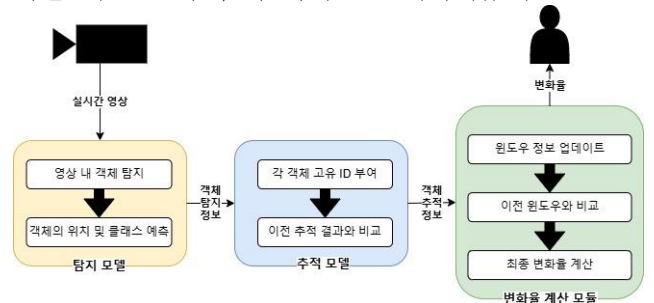 실시간 영상
영상 내 객체 탐지
객체의 위치 및 클래스 예측
탐지 모델
객체
탐지
정보
각 객체 고유 ID 부여
이전 추적 결과와 비교
추적 모델
객체
추적
정보
변화율
윈도우 정보 업데이트
이전 윈도우와 비교
최종 변화율 계산
변화율 계산 모듈